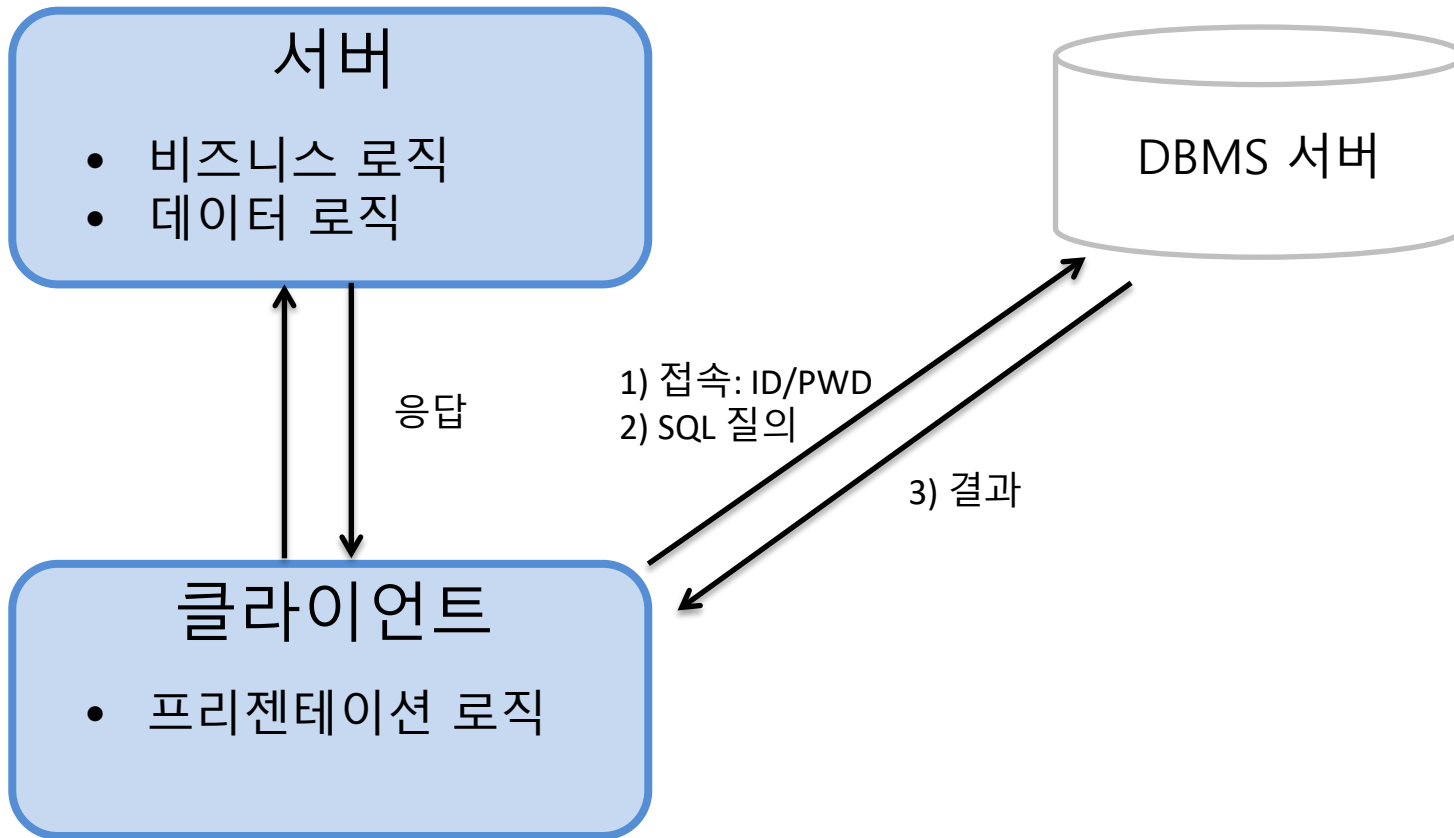 서버
• 비즈니스 로직
• 데이터 로직
DBMS 서버
응답
1) 접속: ID/PWD
2) SQL 질의
3) 결과
클라이언트
• 프리젠테이션 로직